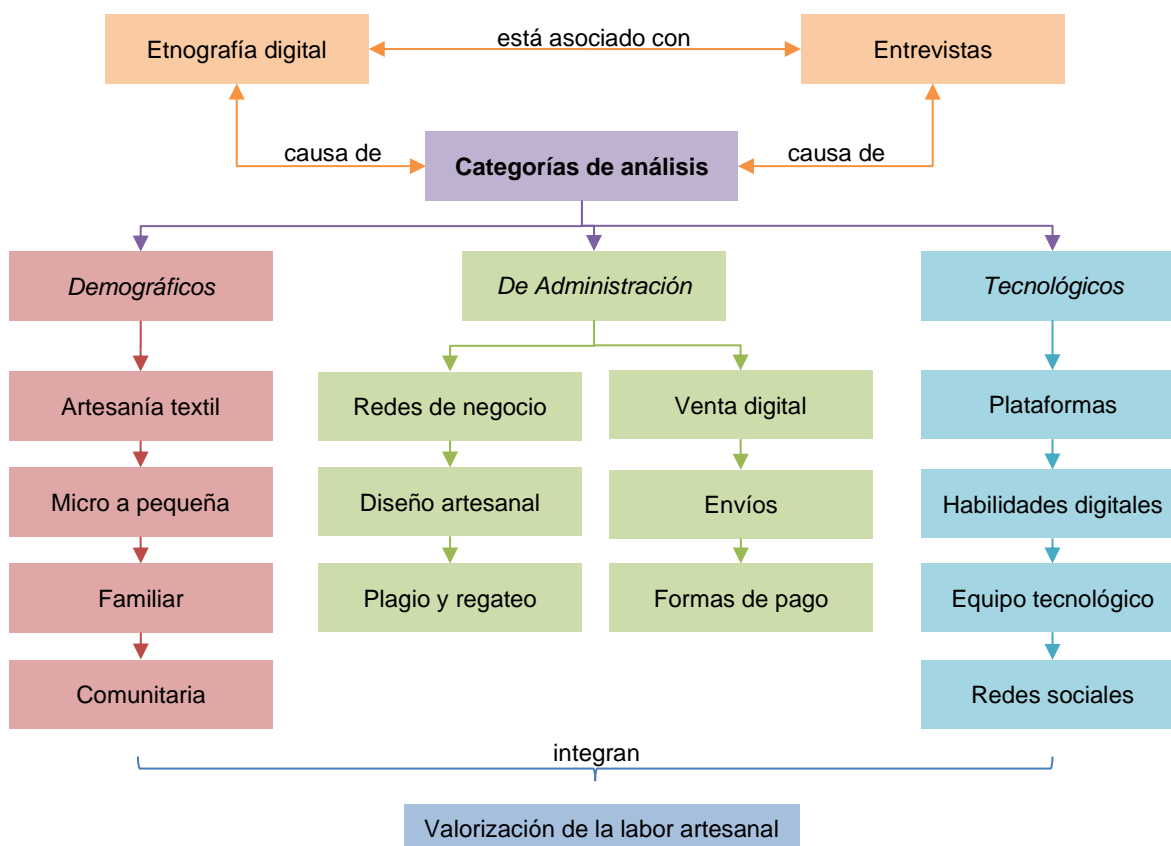 Etnografía digital
está asociado con
Entrevistas
causa de
Categorías de análisis
causa de
Demográficos
De Administración
Tecnológicos
Artesanía textil
Redes de negocio
Venta digital
Plataformas
Micro a pequeña
Diseño artesanal
Envíos
Habilidades digitales
Familiar
Plagio y regateo
Formas de pago
Equipo tecnológico
Comunitaria
Redes sociales
integran
Valorización de la labor artesanal